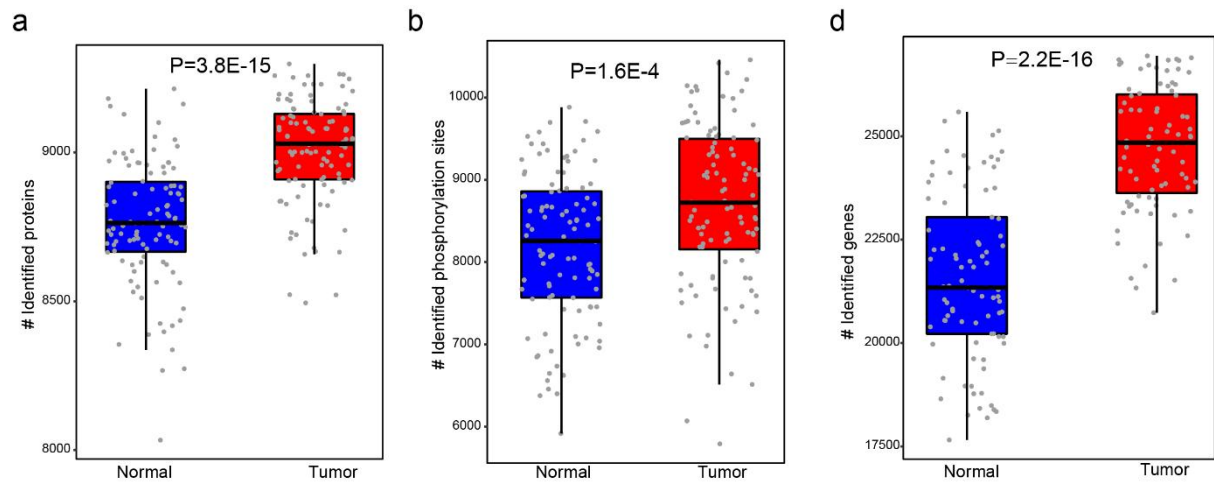 a
b
d
P=3.8E-15
P=1.6E-4
P=2.2E-16
# Identified proteins
9000
8500
8000
Normal
Tumor
# Identified phosphorylation sites
10000
9000
8000
7000
6000
Normal
Tumor
# Identified genes
25000
22500
20000
17500
Normal
Tumor